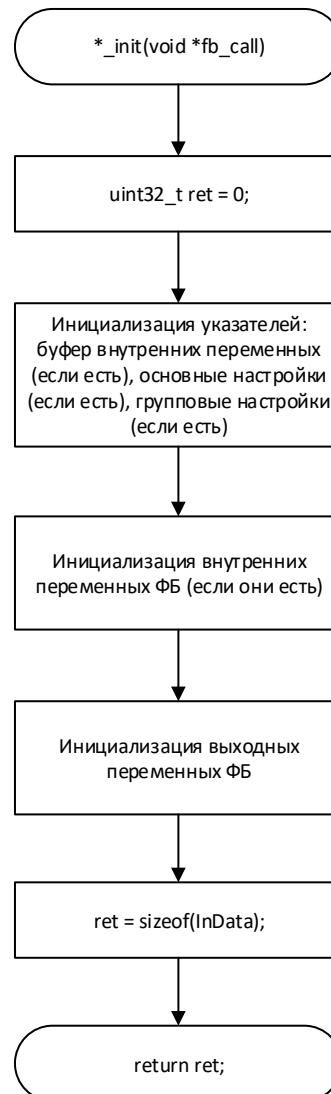 *_init(void *fb_call)
uint32_t ret = 0;
Инициализация указателей:
буфер внутренних переменных
(если есть), основные настройки
(если есть), групповые настройки
(если есть)
Инициализация внутренних
переменных ФБ (если они есть)
Инициализация выходных
переменных ФБ
ret = sizeof(InData);
return ret;